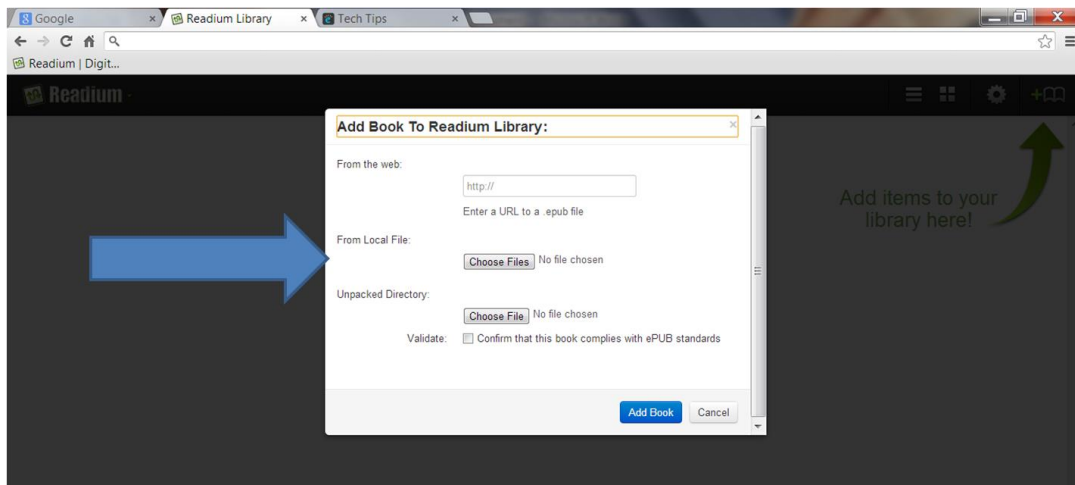 Google
Readium Library
Tech Tips
Readium | Digit...
Readium
Add Book To Readium Library:
From the web:
http://
Enter a URL to a .epub file
From Local File:
Choose Files No file chosen
Unpacked Directory:
Choose File No file chosen
Validate: Confirm that this book complies with ePUB standards
Add Book Cancel
Add items to your
library here!